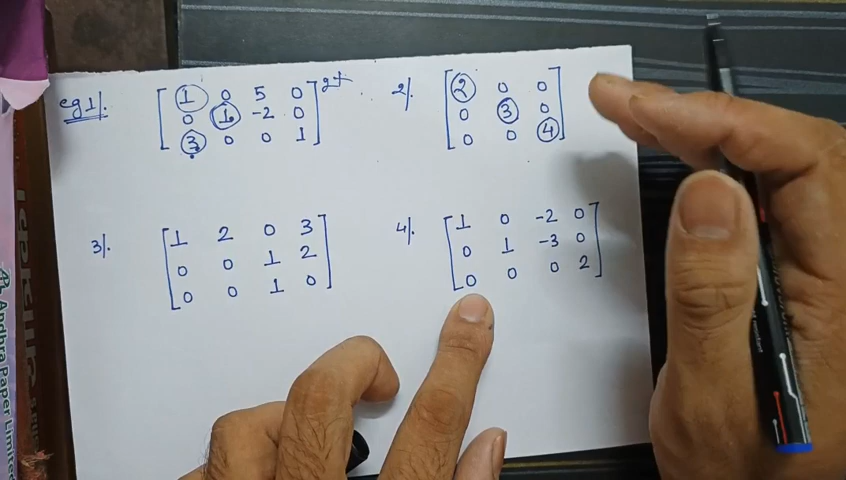 eg 1/.
1 0 5 0
0 1 -2 0
3 0 0 1
2/.
2 0 0
0 3 0
0 0 4
3/.
1 2 0 3
0 0 1 2
0 0 1 0
4/.
1 0 -2 0
0 1 -3 0
0 0 0 2
Andhra Paper Limited